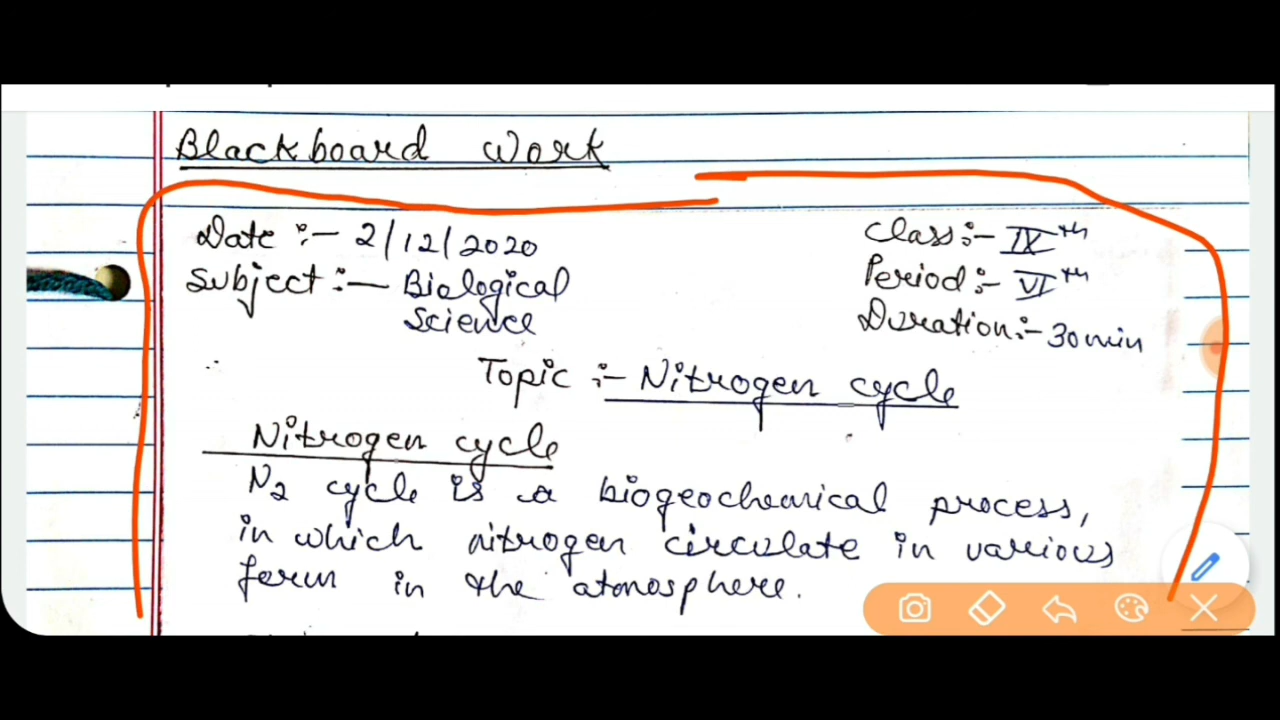 Blackboard Work
Date :- 2/12/2020
Class:- IXth
Subject :- Biological
Science
Period:- VIth
Duration:- 30 min
Topic :- Nitrogen cycle
Nitrogen cycle
N2 cycle is a biogeochemical process,
in which nitrogen circulate in various
form in the atonosphere.